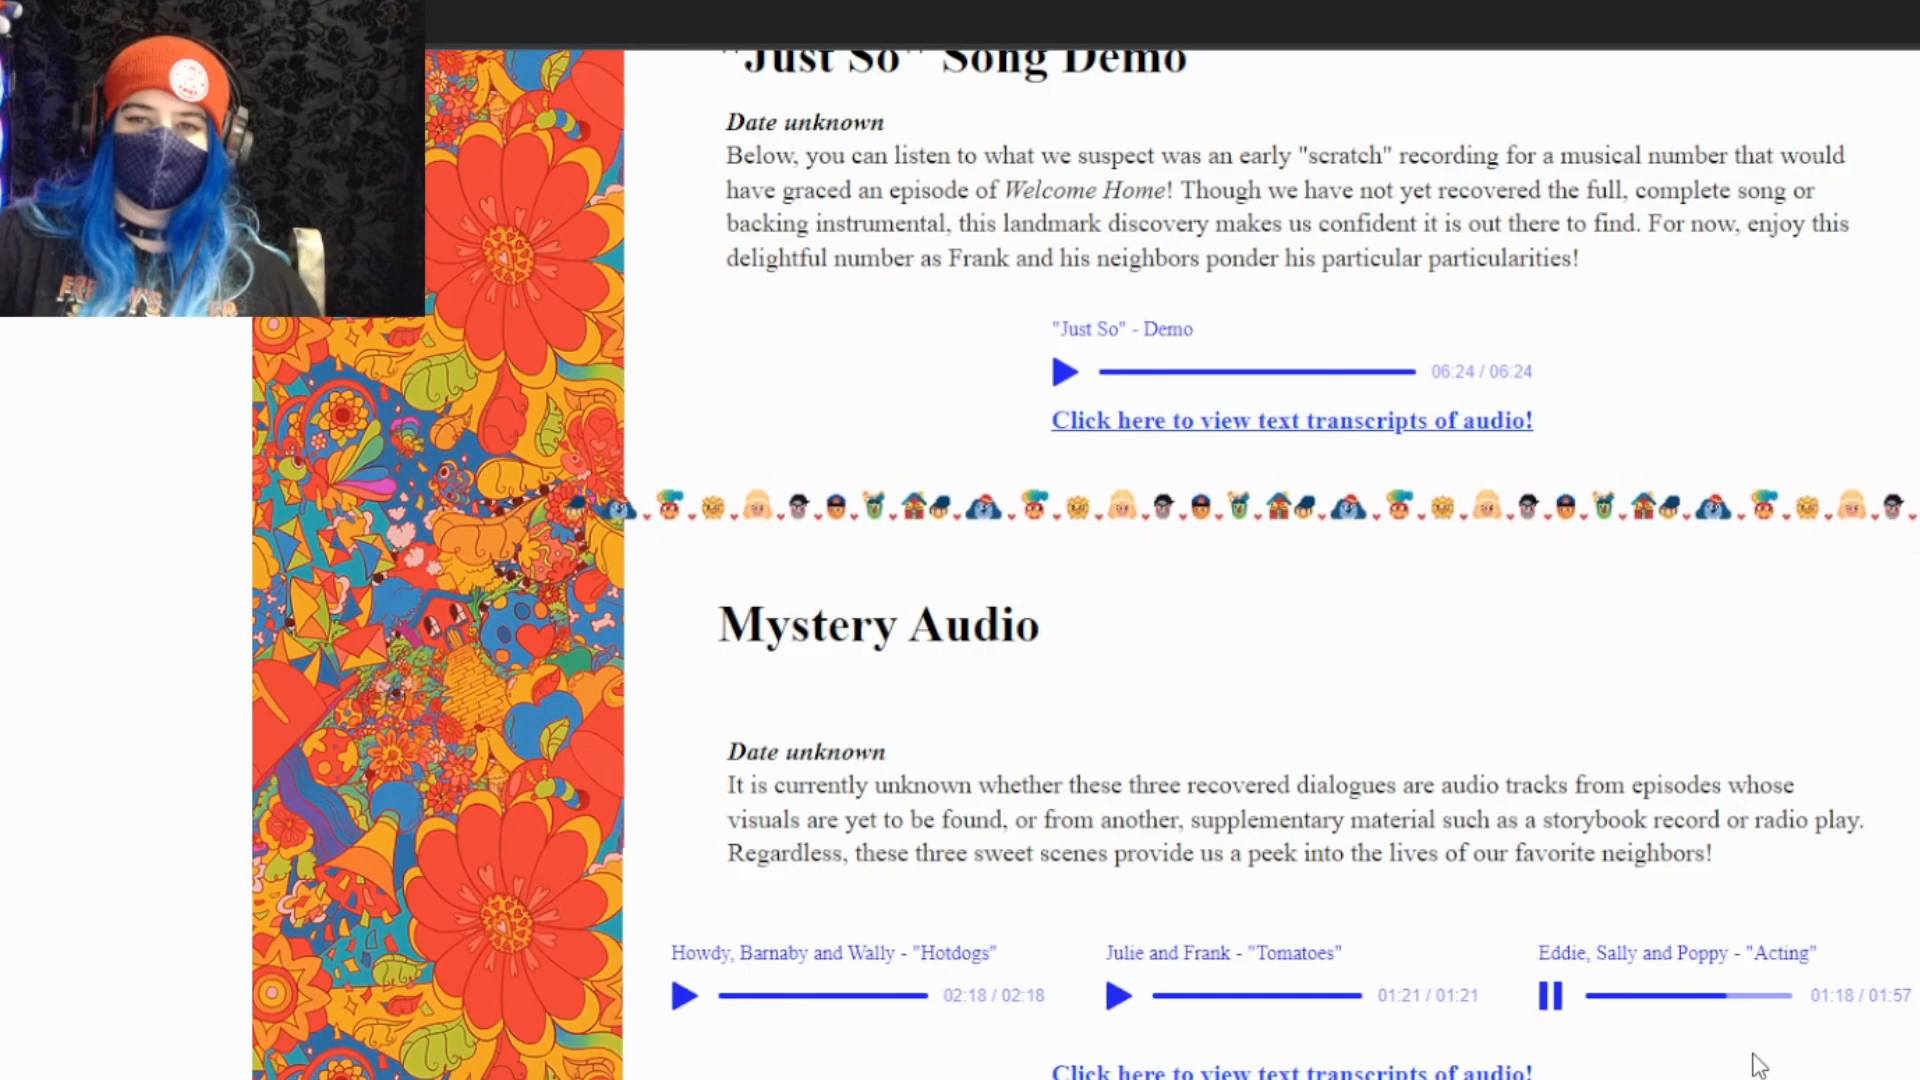 "Just So" Song Demo
Date unknown
Below, you can listen to what we suspect was an early "scratch" recording for a musical number that would
have graced an episode of Welcome Home! Though we have not yet recovered the full, complete song or
backing instrumental, this landmark discovery makes us confident it is out there to find. For now, enjoy this
delightful number as Frank and his neighbors ponder his particular particularities!
"Just So" - Demo
06:24 / 06:24
Click here to view text transcripts of audio!
Mystery Audio
Date unknown
It is currently unknown whether these three recovered dialogues are audio tracks from episodes whose
visuals are yet to be found, or from another, supplementary material such as a storybook record or radio play.
Regardless, these three sweet scenes provide us a peek into the lives of our favorite neighbors!
Howdy, Barnaby and Wally - "Hotdogs"
02:18 / 02:18
Julie and Frank - "Tomatoes"
01:21 / 01:21
Eddie, Sally and Poppy - "Acting"
01:18 / 01:57
Click here to view text transcripts of audio!